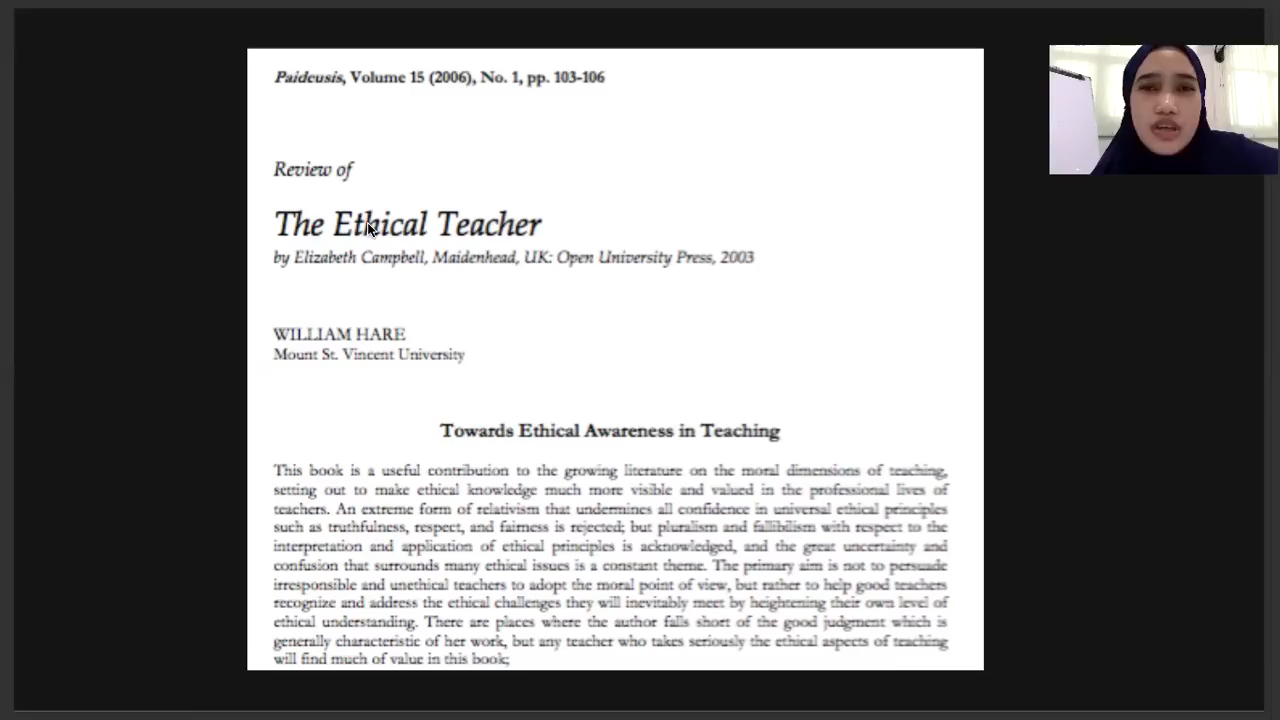 Paideusis, Volume 15 (2006), No. 1, pp. 103-106
Review of
The Ethical Teacher
by Elizabeth Campbell, Maidenhead, UK: Open University Press, 2003
WILLIAM HARE
Mount St. Vincent University
Towards Ethical Awareness in Teaching
This book is a useful contribution to the growing literature on the moral dimensions of teaching,
setting out to make ethical knowledge much more visible and valued in the professional lives of
teachers. An extreme form of relativism that undermines all confidence in universal ethical principles
such as truthfulness, respect, and fairness is rejected; but pluralism and fallibilism with respect to the
interpretation and application of ethical principles is acknowledged, and the great uncertainty and
confusion that surrounds many ethical issues is a constant theme. The primary aim is not to persuade
irresponsible and unethical teachers to adopt the moral point of view, but rather to help good teachers
recognize and address the ethical challenges they will inevitably meet by heightening their own level of
ethical understanding. There are places where the author falls short of the good judgment which is
generally characteristic of her work, but any teacher who takes seriously the ethical aspects of teaching
will find much of value in this book;